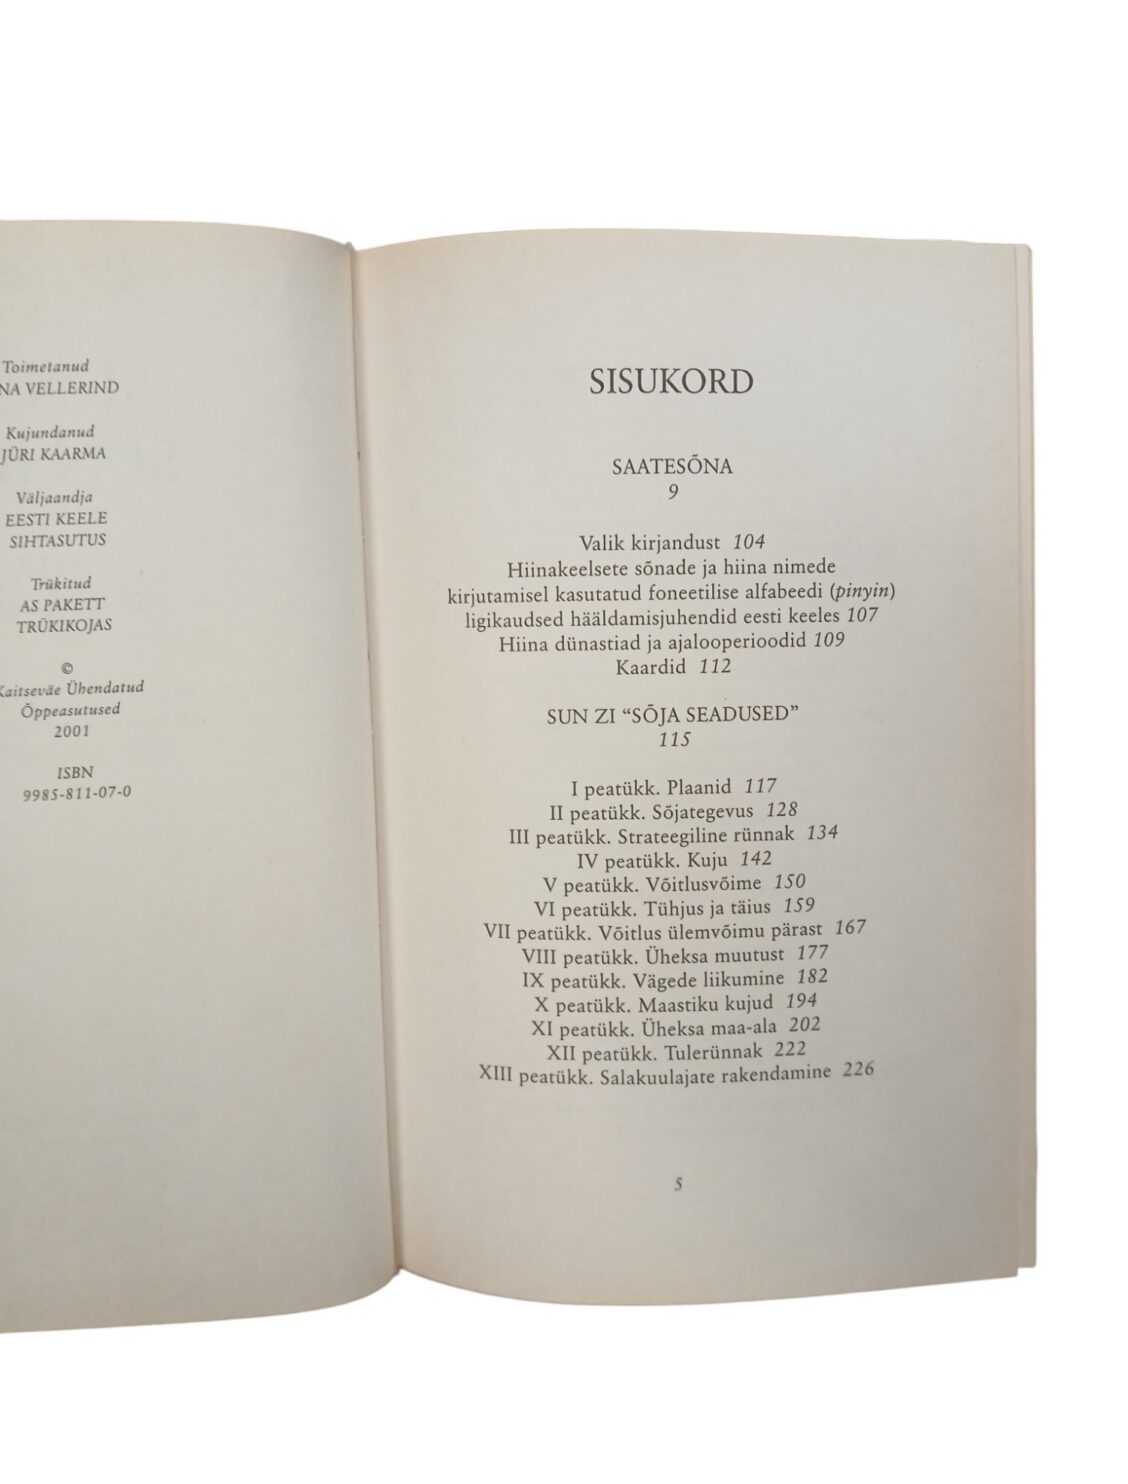 Toimetanud
VELLERIND
Kujundanud
JÜRI KAARMA
Väljaandja
EESTI KEELE
SIHTASUTUS
Trükitud
AS PAKETT
TRÜKIKOJAS
©
Kaitseväe Ühendatud
Õppeasutused
2001
ISBN
9985-811-07-0
SISUKORD
SAATESÕNA
9
Valik kirjandust 104
Hiinakeelsete sõnade ja hiina nimede
kirjutamisel kasutatud foneetilise alfabeedi (pinyin)
ligikaudsed hääldamisjuhendid eesti keeles 107
Hiina dünastiad ja ajalooperioodid 109
Kaardid 112
SUN ZI “SÕJA SEADUSED”
115
I peatükk. Plaanid 117
II peatükk. Sõjategevus 128
III peatükk. Strateegiline rünnak 134
IV peatükk. Kuju 142
V peatükk. Võitlusvõime 150
VI peatükk. Tühjus ja täius 159
VII peatükk. Võitlus ülemvõimu pärast 167
VIII peatükk. Üheksa muutust 177
IX peatükk. Vägede liikumine 182
X peatükk. Maastiku kujud 194
XI peatükk. Üheksa maa-ala 202
XII peatükk. Tulerünnak 222
XIII peatükk. Salakuulajate rakendamine 226
5